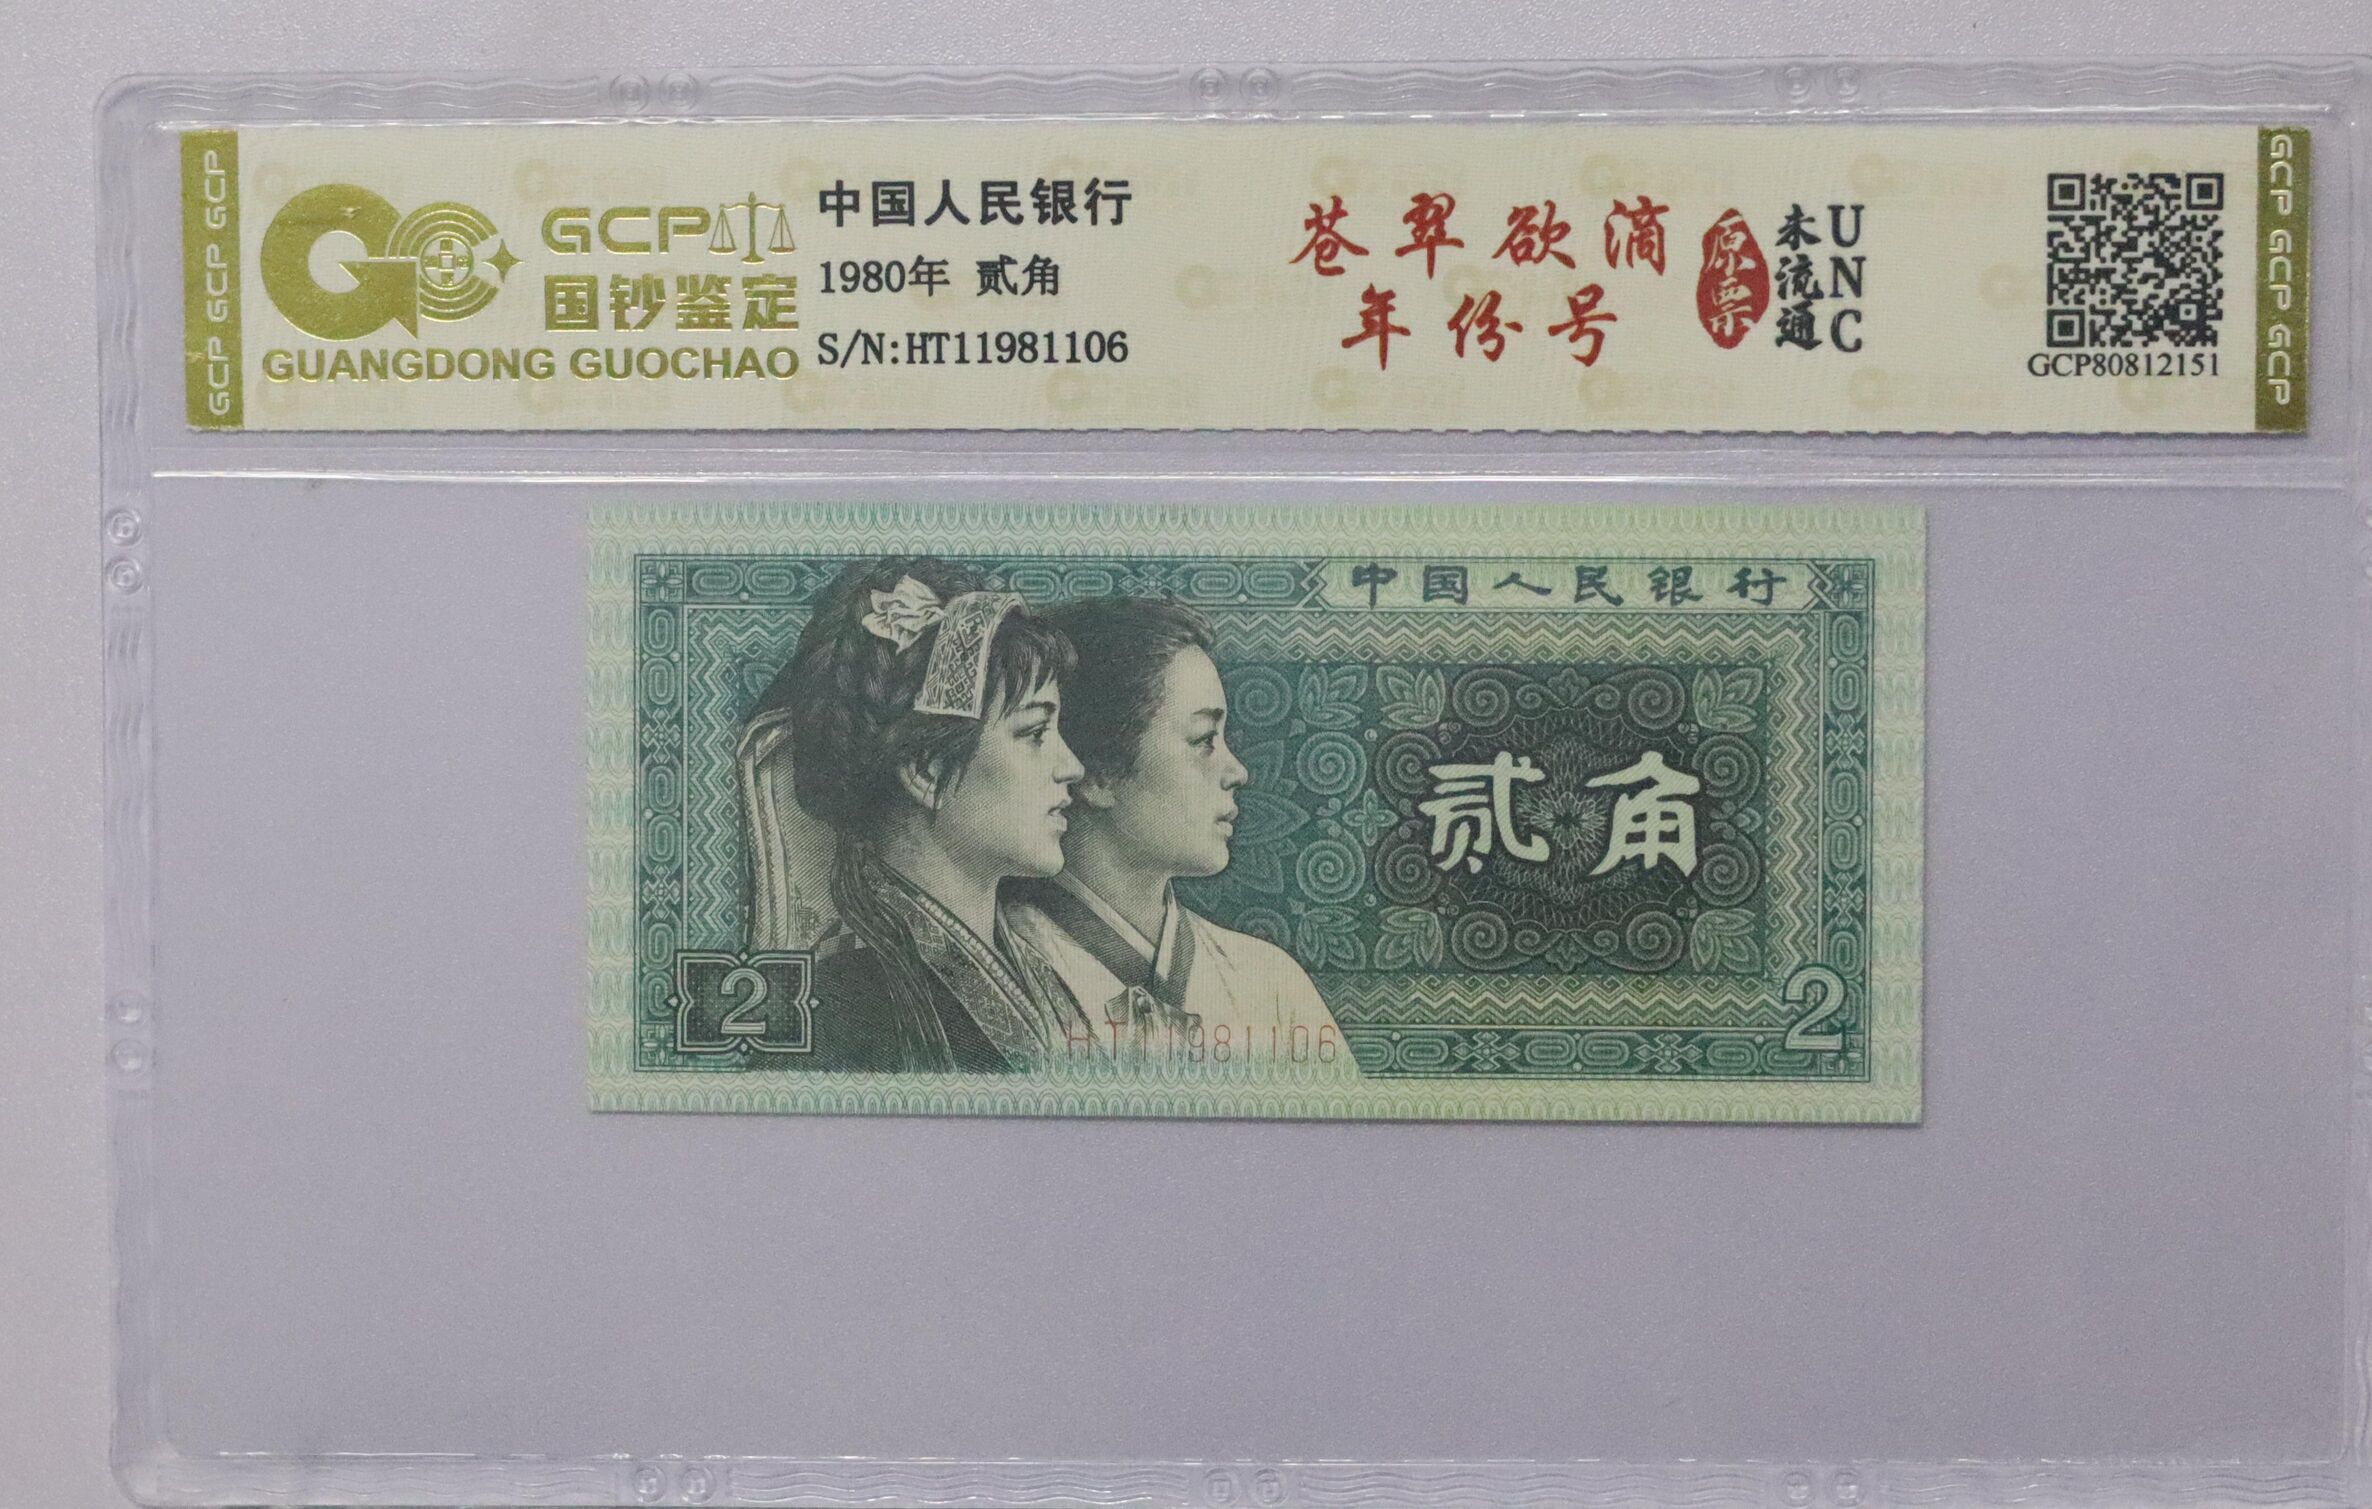 GCP GCP GCP
GCP
国钞鉴定
GUANGDONG GUOCHAO
中国人民银行
1980年 贰角
S/N:HT11981106
苍翠欲滴
年份号
原票
未流通
UNC
GCP80812151
GCP GCP GCP
中国人民银行
贰角
2
HT11981106
2